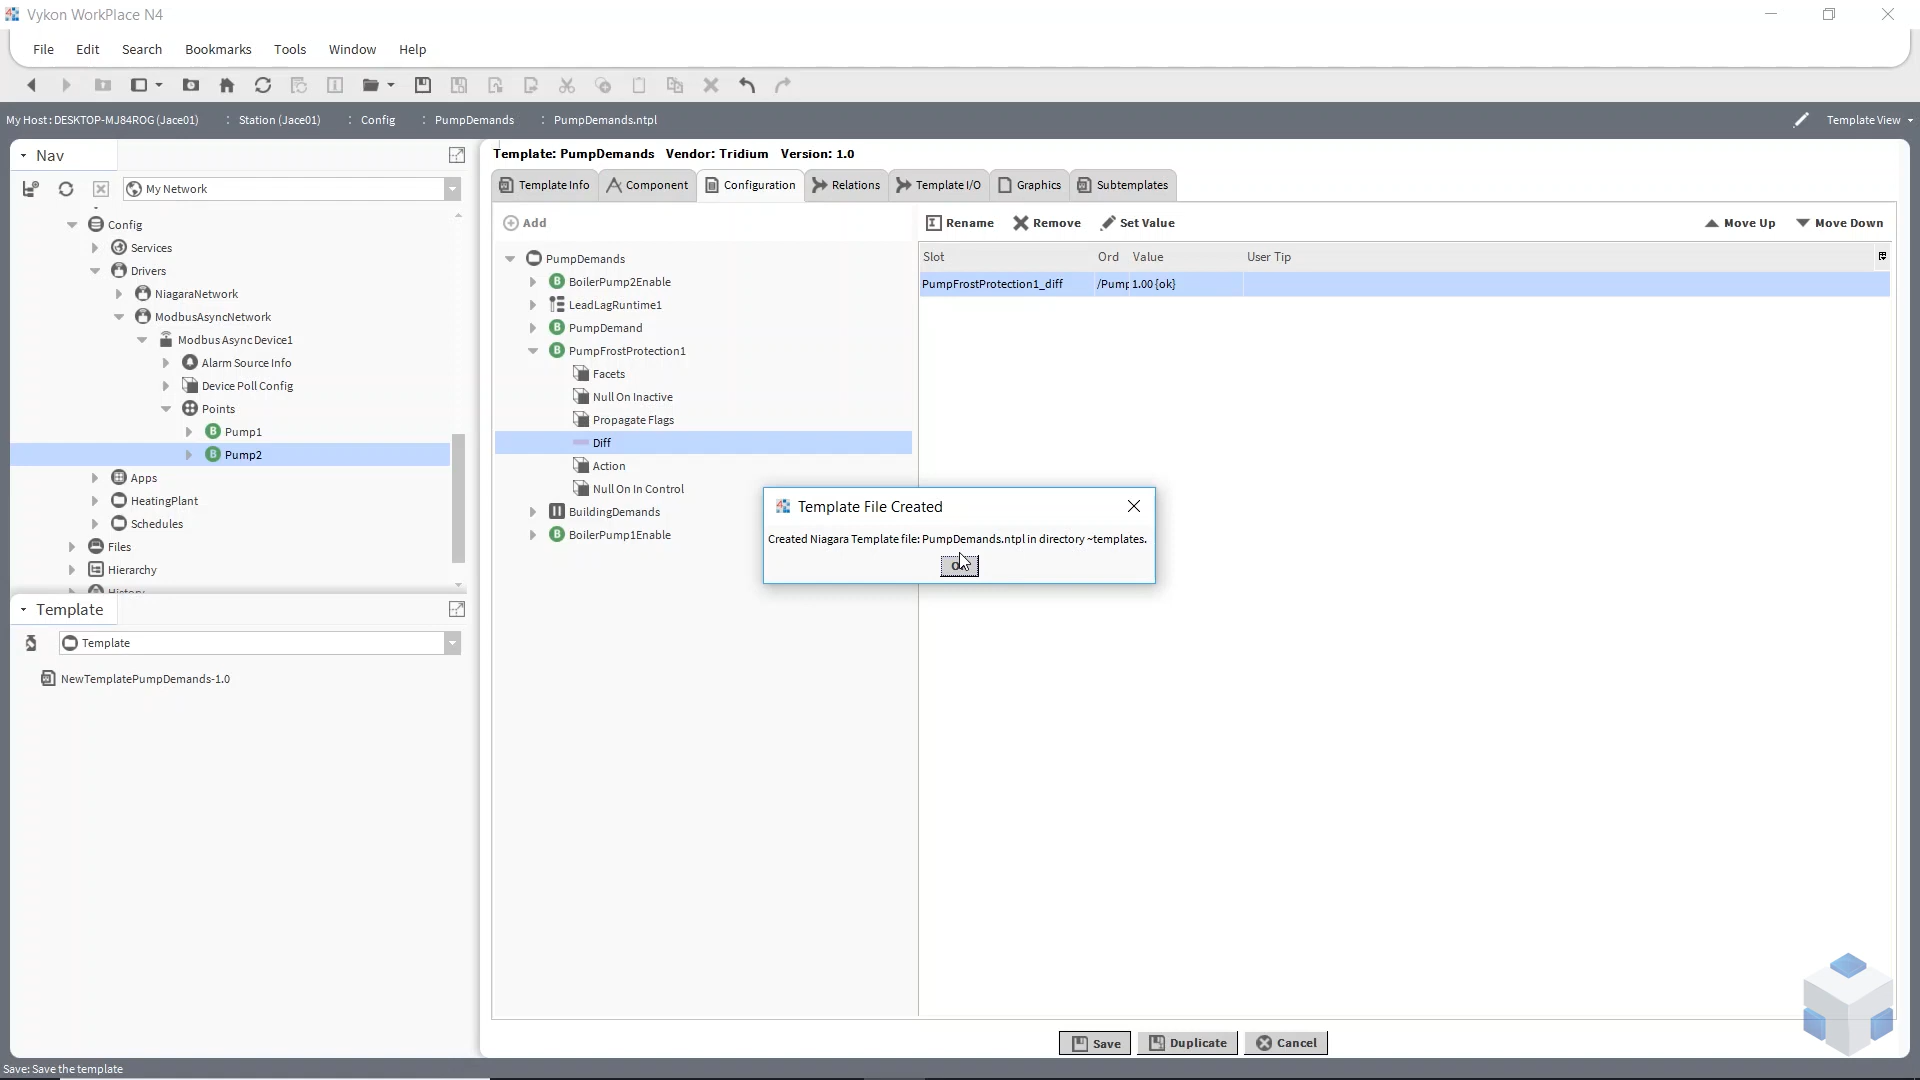 Vykon WorkPlace N4
File Edit Search Bookmarks Tools Window Help
My Host : DESKTOP-MJ84ROG (Jace01) : Station (Jace01) : Config : PumpDemands : PumpDemands.ntpl Template View
Nav
My Network
Config
Services
Drivers
NiagaraNetwork
ModbusAsyncNetwork
Modbus Async Device1
Alarm Source Info
Device Poll Config
Points
Pump1
Pump2
Apps
HeatingPlant
Schedules
Files
Hierarchy
History
Template
Template
NewTemplatePumpDemands-1.0
Template: PumpDemands Vendor: Tridium Version: 1.0
Template Info Component Configuration Relations Template I/O Graphics Subtemplates
Add
PumpDemands
BoilerPump2Enable
LeadLagRuntime1
PumpDemand
PumpFrostProtection1
Facets
Null On Inactive
Propagate Flags
Diff
Action
Null On In Control
BuildingDemands
BoilerPump1Enable
Rename Remove Set Value Move Up Move Down
Slot Ord Value User Tip
PumpFrostProtection1_diff /Pump 1.00 {ok}
Template File Created
Created Niagara Template file: PumpDemands.ntpl in directory ~templates.
Save Duplicate Cancel
Save: Save the template